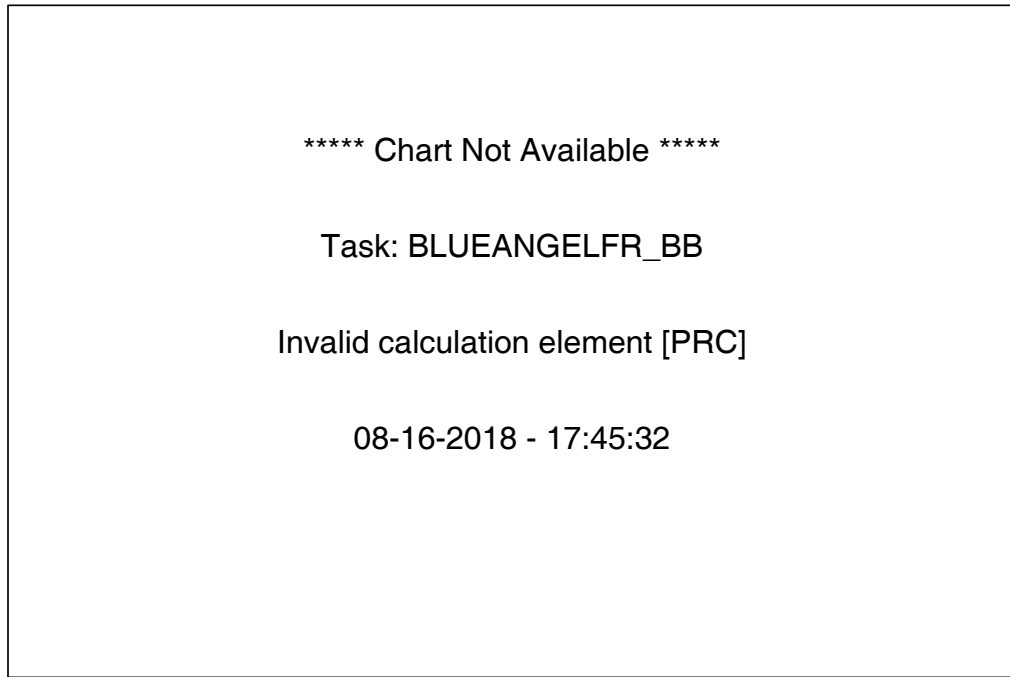 ***** Chart Not Available *****
Task: BLUEANGELFR_BB
Invalid calculation element [PRC]
08-16-2018 - 17:45:32